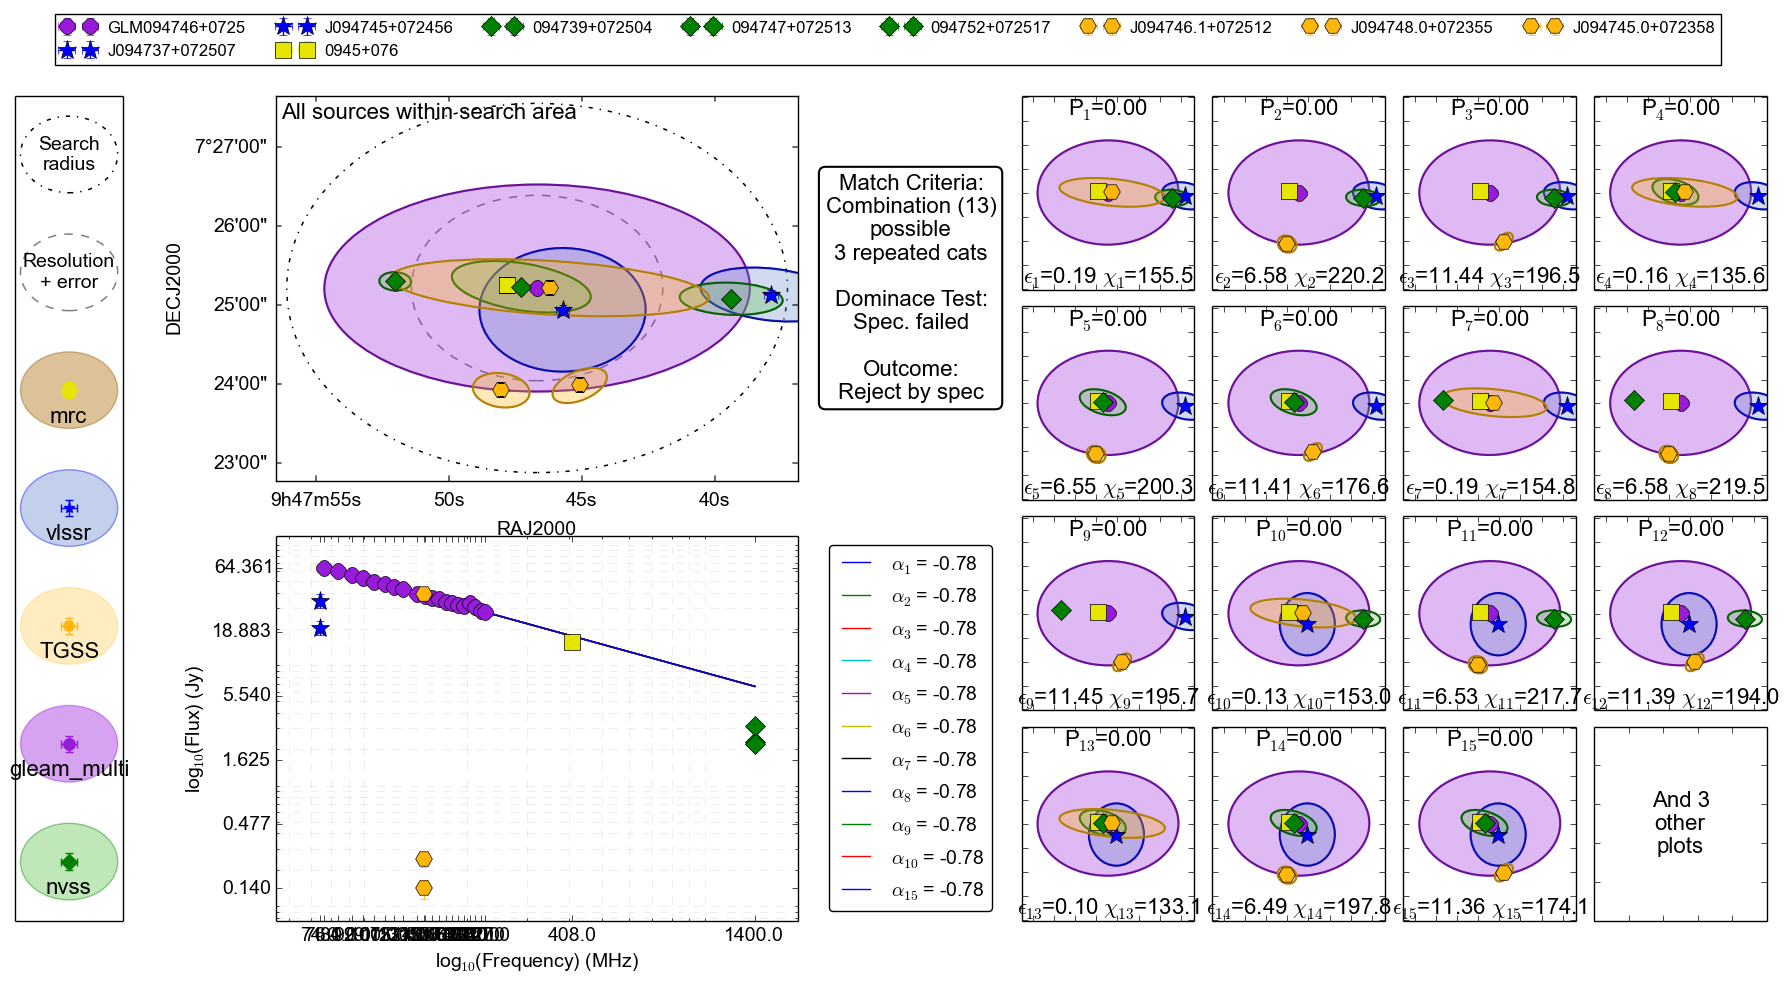 GLM094746+0725 J094745+072456 094739+072504 094747+072513 094752+072517 J094746.1+072512 J094748.0+072355 J094745.0+072358
J094737+072507 0945+076
Search
radius
Resolution
+ error
mrc
vlssr
TGSS
gleam_multi
nvss
All sources within search area
7°27'00"
26'00"
25'00"
24'00"
23'00"
DECJ2000
9h47m55s 50s 45s 40s
RAJ2000
Match Criteria:
Combination (13)
possible
3 repeated cats
Dominace Test:
Spec. failed
Outcome:
Reject by spec
64.361
18.883
5.540
1.625
0.477
0.140
log10(Flux) (Jy)
408.0 1400.0
log10(Frequency) (MHz)
α1 = -0.78
α2 = -0.78
α3 = -0.78
α4 = -0.78
α5 = -0.78
α6 = -0.78
α7 = -0.78
α8 = -0.78
α9 = -0.78
α10 = -0.78
α15 = -0.78
P1=0.00 P2=0.00 P3=0.00 P4=0.00
ϵ1=0.19 χ1=155.5 ϵ2=6.58 χ2=220.2 ϵ3=11.44 χ3=196.5 ϵ4=0.16 χ4=135.6
P5=0.00 P6=0.00 P7=0.00 P8=0.00
ϵ5=6.55 χ5=200.3 ϵ6=11.41 χ6=176.6 ϵ7=0.19 χ7=154.8 ϵ8=6.58 χ8=219.5
P9=0.00 P10=0.00 P11=0.00 P12=0.00
ϵ9=11.45 χ9=195.7 ϵ10=0.13 χ10=153.0 ϵ11=6.53 χ11=217.7 ϵ12=11.39 χ12=194.0
P13=0.00 P14=0.00 P15=0.00
ϵ13=0.10 χ13=133.1 ϵ14=6.49 χ14=197.8 ϵ15=11.36 χ15=174.1
And 3
other
plots